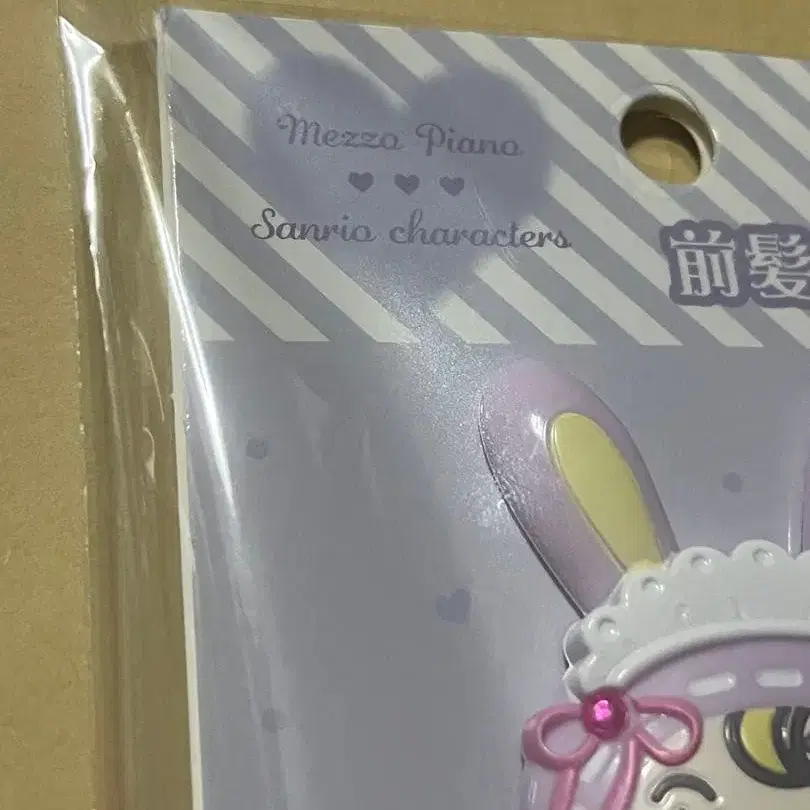 Mezzo Piano
Sanrio characters
前髪